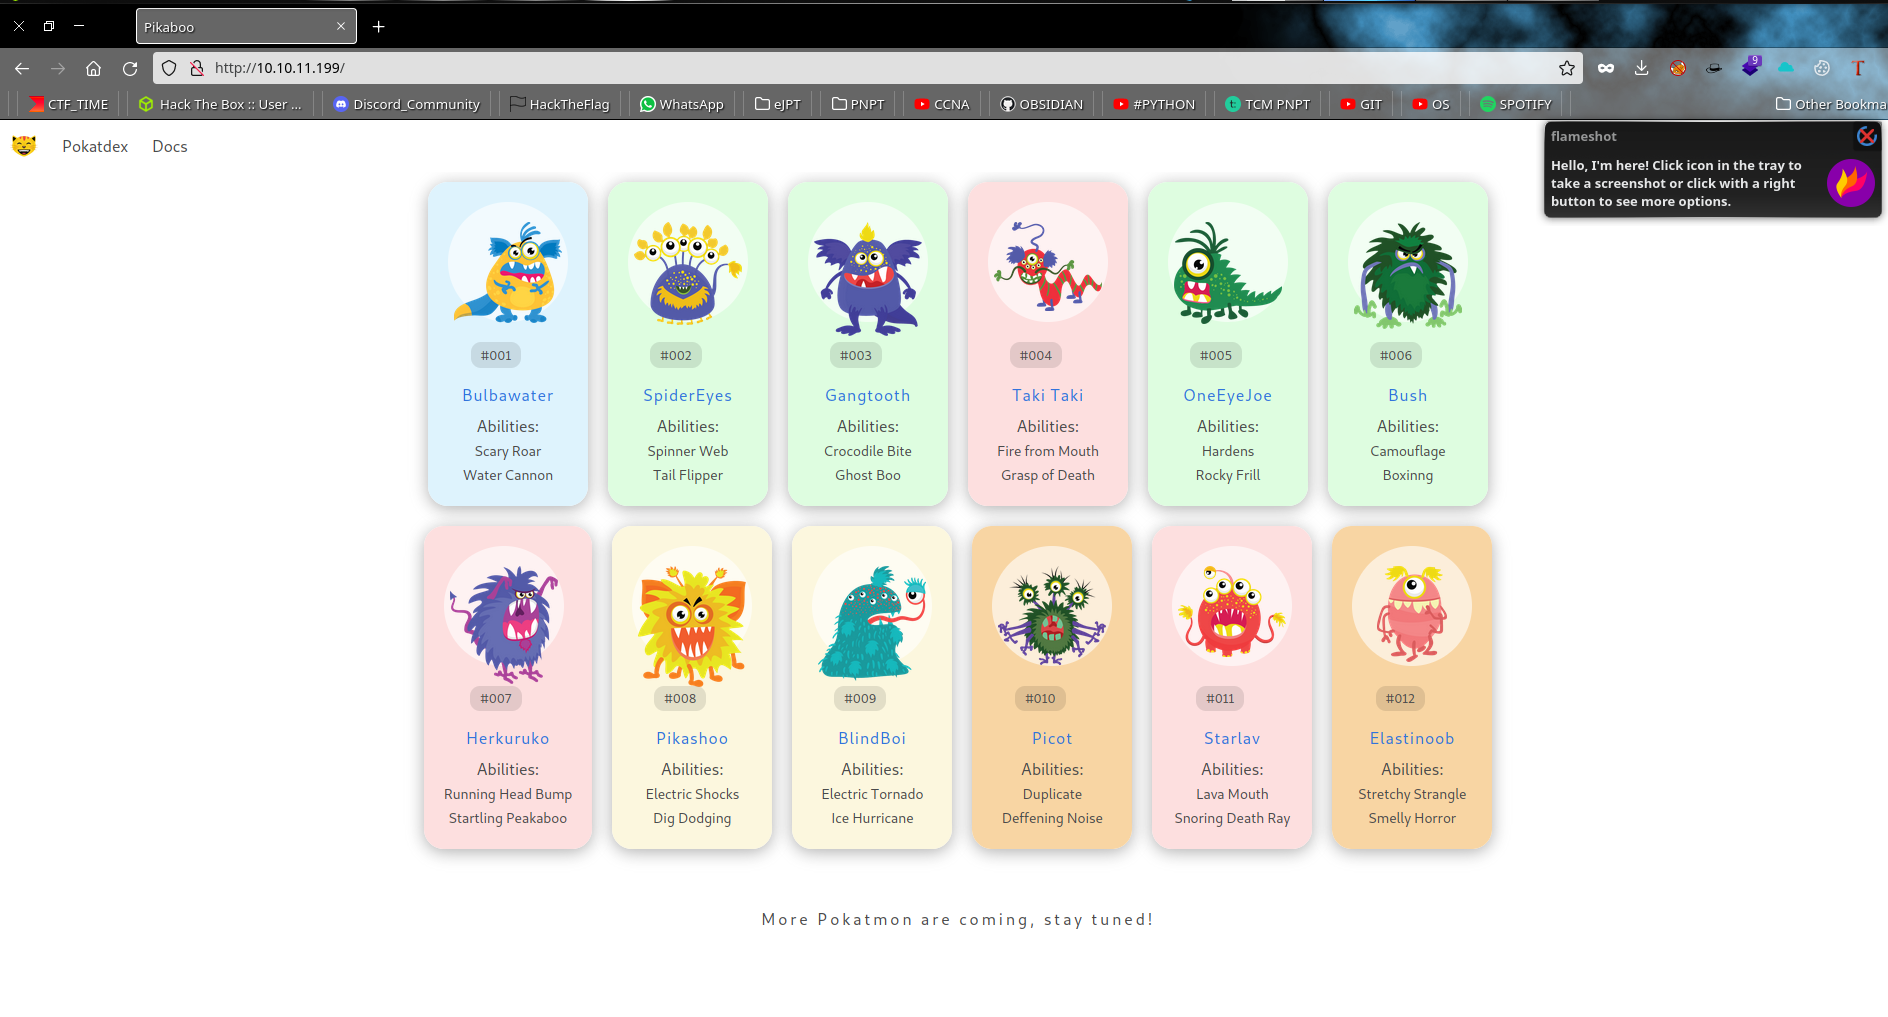 Pikaboo
http://10.10.11.199/
9
CTF_TIME
Hack The Box :: User ...
Discord_Community
HackTheFlag
WhatsApp
eJPT
PNPT
CCNA
OBSIDIAN
#PYTHON
TCM PNPT
GIT
OS
SPOTIFY
Other Bookma
Pokatdex
Docs
flameshot
Hello, I'm here! Click icon in the tray to
take a screenshot or click with a right
button to see more options.
#001
Bulbawater
Abilities:
Scary Roar
Water Cannon
#002
SpiderEyes
Abilities:
Spinner Web
Tail Flipper
#003
Gangtooth
Abilities:
Crocodile Bite
Ghost Boo
#004
Taki Taki
Abilities:
Fire from Mouth
Grasp of Death
#005
OneEyeJoe
Abilities:
Hardens
Rocky Frill
#006
Bush
Abilities:
Camouflage
Boxinng
#007
Herkuruko
Abilities:
Running Head Bump
Startling Peakaboo
#008
Pikashoo
Abilities:
Electric Shocks
Dig Dodging
#009
BlindBoi
Abilities:
Electric Tornado
Ice Hurricane
#010
Picot
Abilities:
Duplicate
Deffening Noise
#011
Starlav
Abilities:
Lava Mouth
Snoring Death Ray
#012
Elastinoob
Abilities:
Stretchy Strangle
Smelly Horror
More Pokatmon are coming, stay tuned!